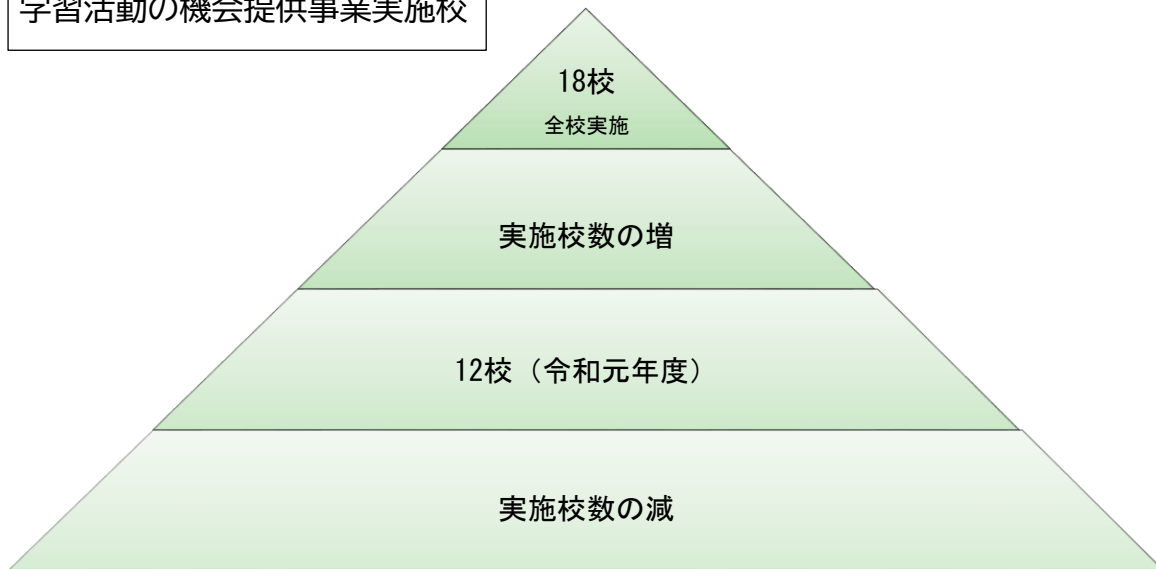 学習活動の機会提供事業実施校
18校
全校実施
実施校数の増
12校（令和元年度）
実施校数の減